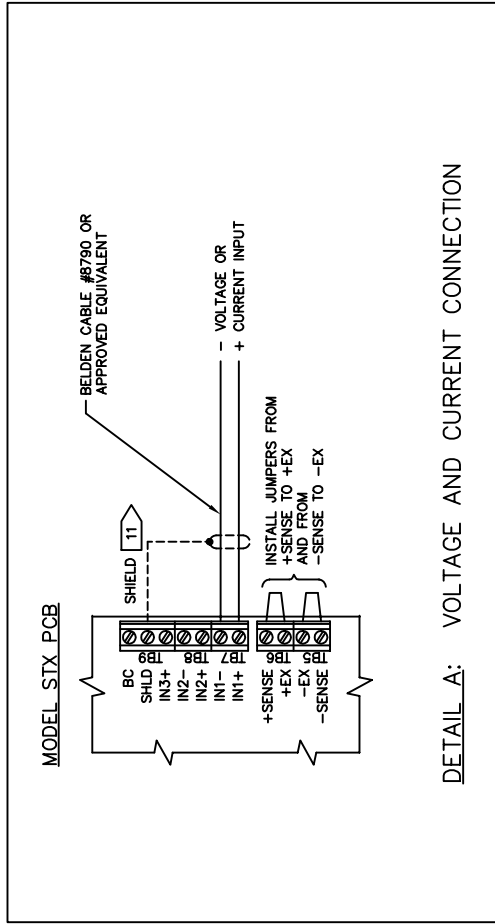 MODEL STX PCB
BELDEN CABLE #8790 OR
APPROVED EQUIVALENT
SHIELD
11
BC
SHLD
IN3+
IN2-
IN2+
IN1-
IN1+
TB9
TB8
TB7
- VOLTAGE OR
+ CURRENT INPUT
+SENSE
+EX
-EX
-SENSE
TB6
TB5
INSTALL JUMPERS FROM
+SENSE TO +EX
AND FROM
-SENSE TO -EX
DETAIL A: VOLTAGE AND CURRENT CONNECTION